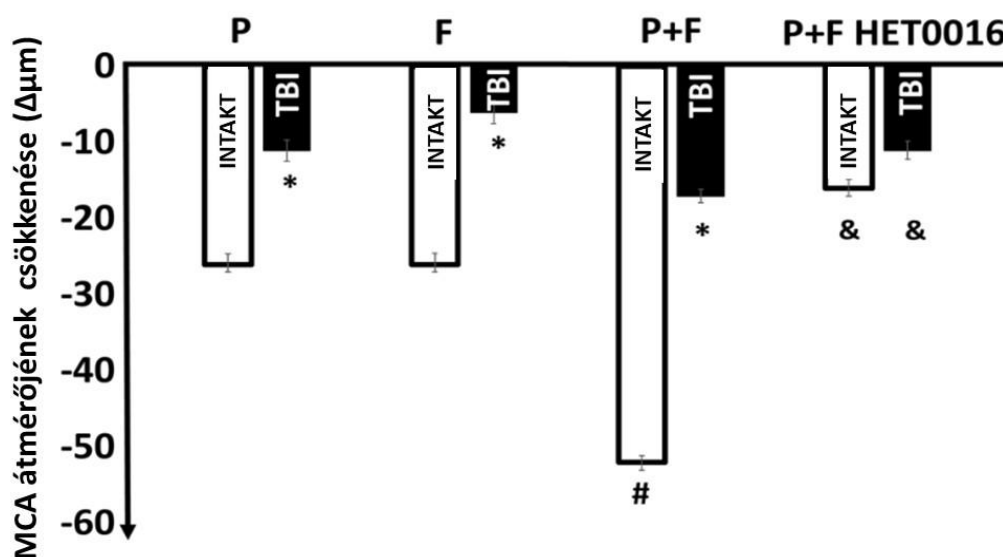 P F P+F P+F HET0016
MCA átmérőjének csökkenése (Δμm)
0
-10
-20
-30
-40
-50
-60
INTAKT TBI INTAKT TBI INTAKT TBI INTAKT TBI
* * * & &
#